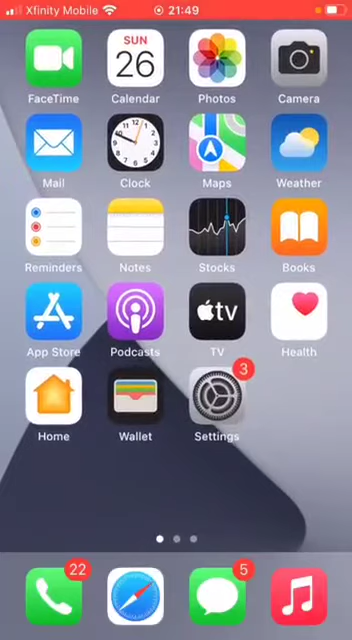 Xfinity Mobile 21:49
SUN
26
FaceTime Calendar Photos Camera
12
Mail Clock Maps Weather
Reminders Notes Stocks Books
tv
App Store Podcasts TV Health
3
Home Wallet Settings
22 5